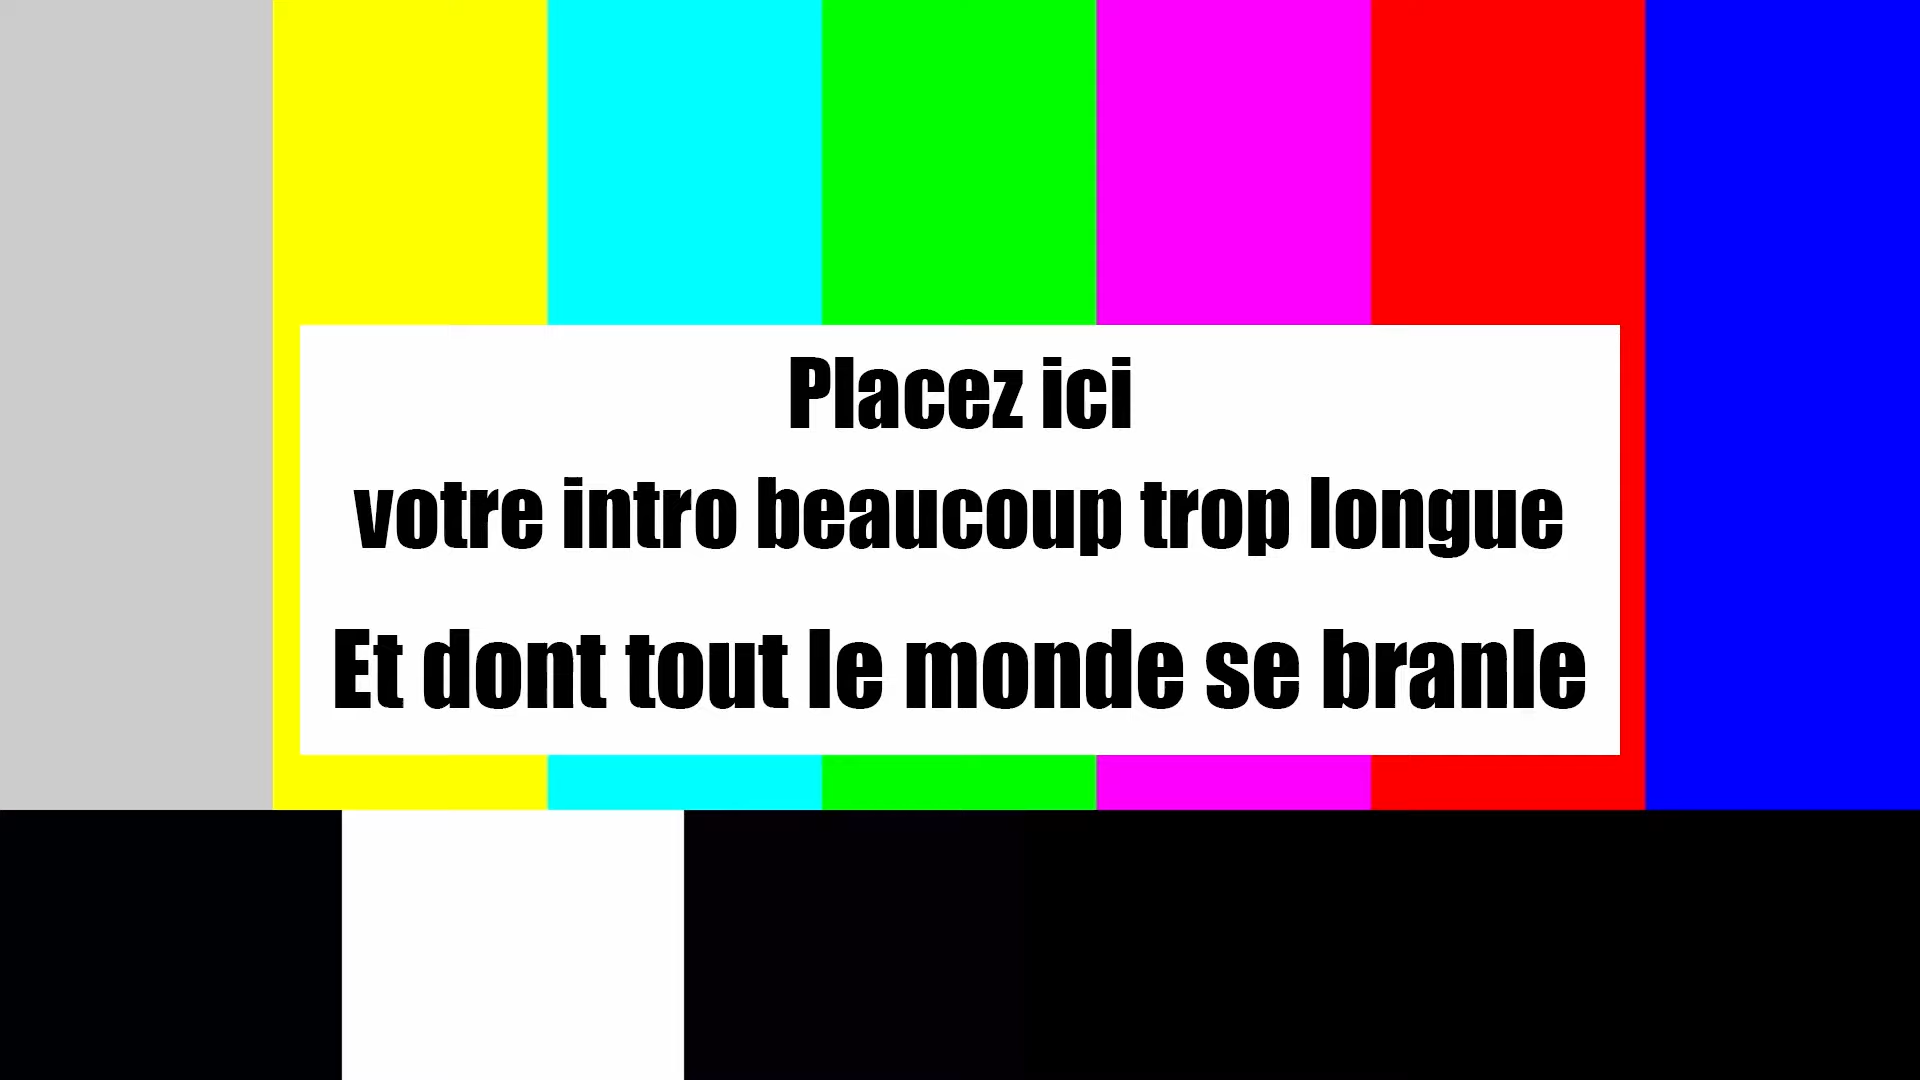 Placez ici
votre intro beaucoup trop longue
Et dont tout le monde se branle